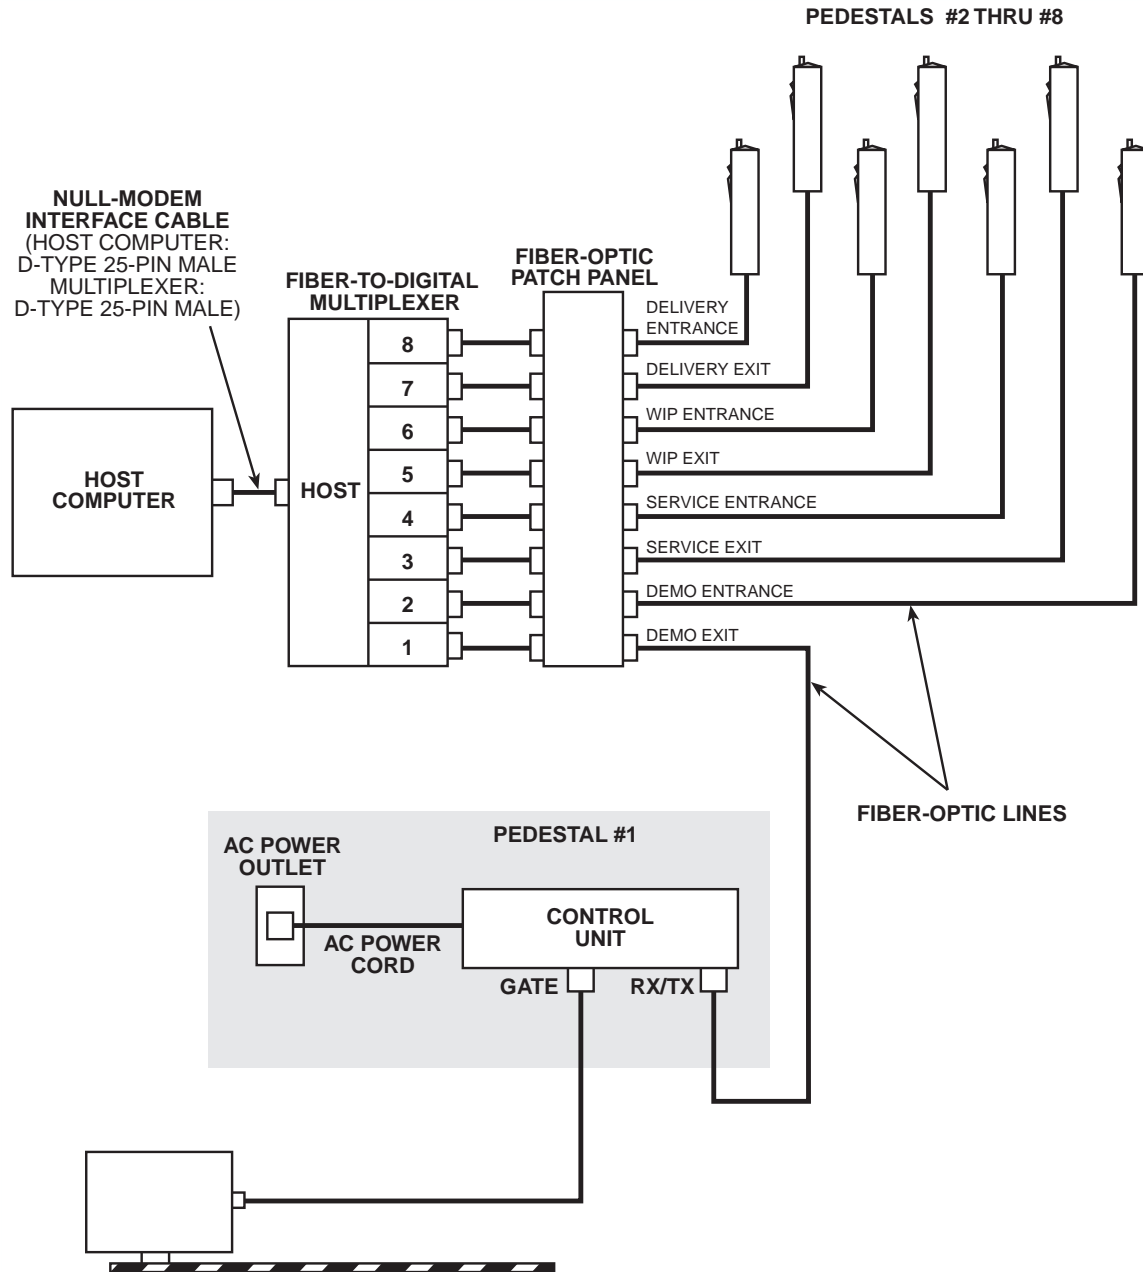 PEDESTALS #2 THRU #8
NULL-MODEM
INTERFACE CABLE
(HOST COMPUTER:
D-TYPE 25-PIN MALE
MULTIPLEXER:
D-TYPE 25-PIN MALE)
FIBER-TO-DIGITAL
MULTIPLEXER
FIBER-OPTIC
PATCH PANEL
HOST
COMPUTER
HOST
8
7
6
5
4
3
2
1
DELIVERY
ENTRANCE
DELIVERY EXIT
WIP ENTRANCE
WIP EXIT
SERVICE ENTRANCE
SERVICE EXIT
DEMO ENTRANCE
DEMO EXIT
FIBER-OPTIC LINES
PEDESTAL #1
AC POWER
OUTLET
AC POWER
CORD
CONTROL
UNIT
GATE
RX/TX